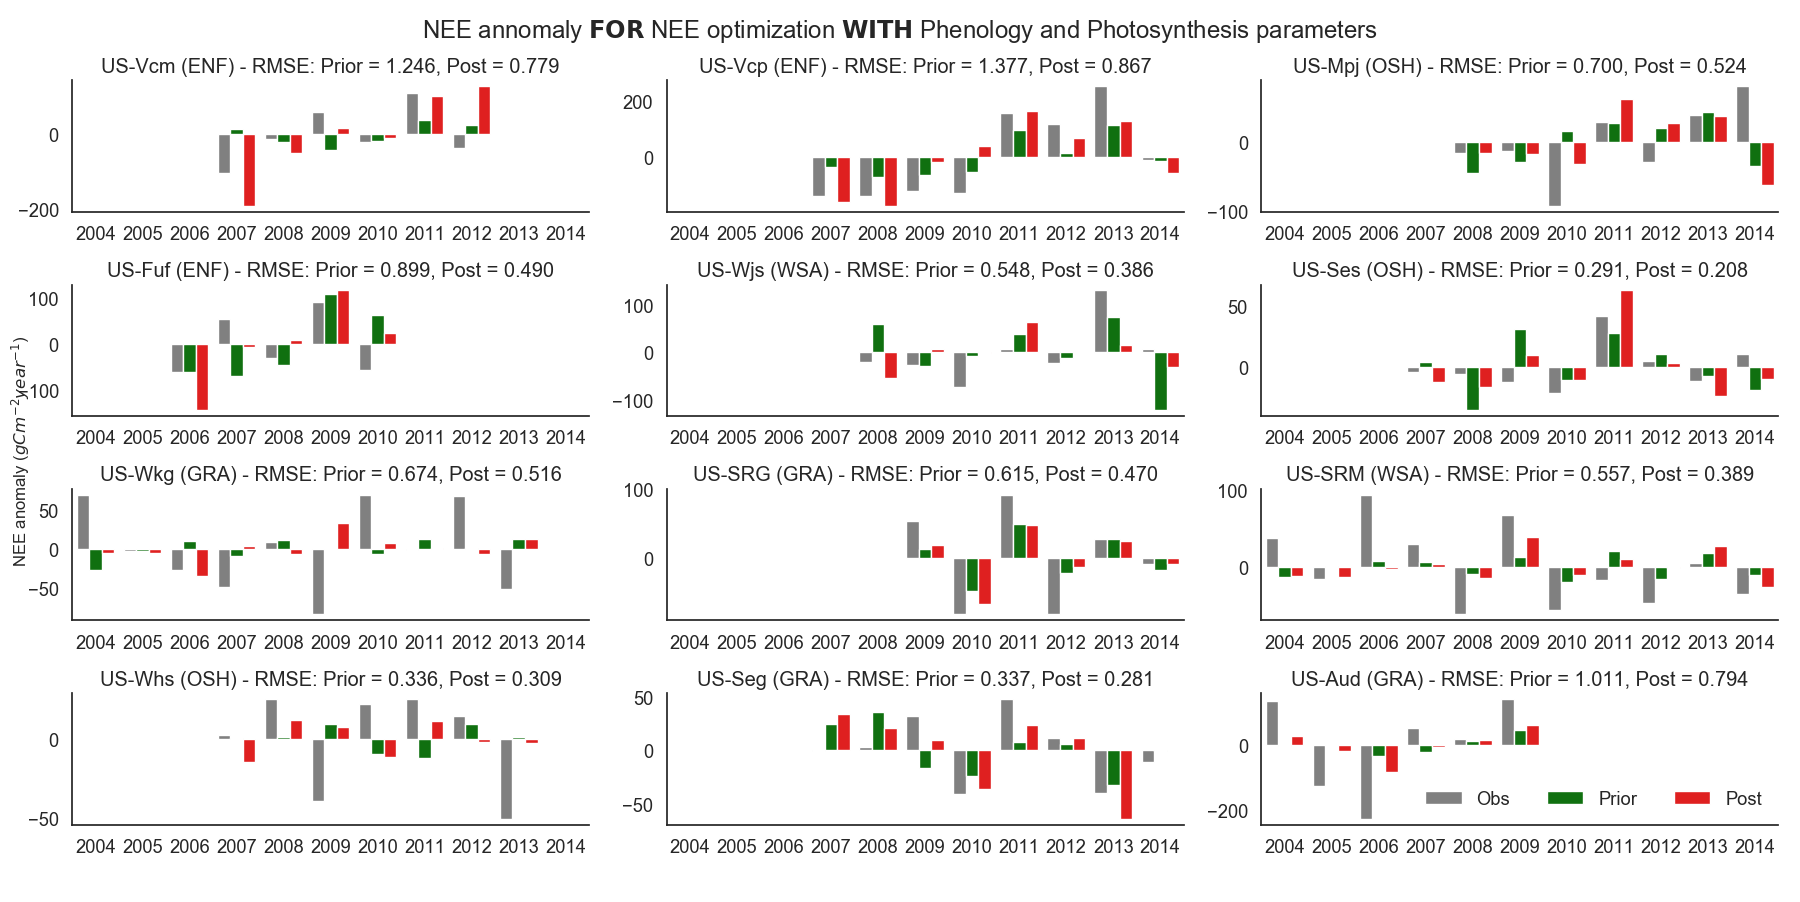 NEE annomaly FOR NEE optimization WITH Phenology and Photosynthesis parameters
US-Vcm (ENF) - RMSE: Prior = 1.246, Post = 0.779
0
−200
2004 2005 2006 2007 2008 2009 2010 2011 2012 2013 2014
US-Vcp (ENF) - RMSE: Prior = 1.377, Post = 0.867
200
0
2004 2005 2006 2007 2008 2009 2010 2011 2012 2013 2014
US-Mpj (OSH) - RMSE: Prior = 0.700, Post = 0.524
0
−100
2004 2005 2006 2007 2008 2009 2010 2011 2012 2013 2014
NEE anomaly (gCm⁻²year⁻¹)
US-Fuf (ENF) - RMSE: Prior = 0.899, Post = 0.490
100
0
−100
2004 2005 2006 2007 2008 2009 2010 2011 2012 2013 2014
US-Wjs (WSA) - RMSE: Prior = 0.548, Post = 0.386
100
0
−100
2004 2005 2006 2007 2008 2009 2010 2011 2012 2013 2014
US-Ses (OSH) - RMSE: Prior = 0.291, Post = 0.208
50
0
2004 2005 2006 2007 2008 2009 2010 2011 2012 2013 2014
US-Wkg (GRA) - RMSE: Prior = 0.674, Post = 0.516
50
0
−50
2004 2005 2006 2007 2008 2009 2010 2011 2012 2013 2014
US-SRG (GRA) - RMSE: Prior = 0.615, Post = 0.470
100
0
2004 2005 2006 2007 2008 2009 2010 2011 2012 2013 2014
US-SRM (WSA) - RMSE: Prior = 0.557, Post = 0.389
100
0
2004 2005 2006 2007 2008 2009 2010 2011 2012 2013 2014
US-Whs (OSH) - RMSE: Prior = 0.336, Post = 0.309
0
−50
2004 2005 2006 2007 2008 2009 2010 2011 2012 2013 2014
US-Seg (GRA) - RMSE: Prior = 0.337, Post = 0.281
50
0
−50
2004 2005 2006 2007 2008 2009 2010 2011 2012 2013 2014
US-Aud (GRA) - RMSE: Prior = 1.011, Post = 0.794
0
−200
Obs Prior Post
2004 2005 2006 2007 2008 2009 2010 2011 2012 2013 2014